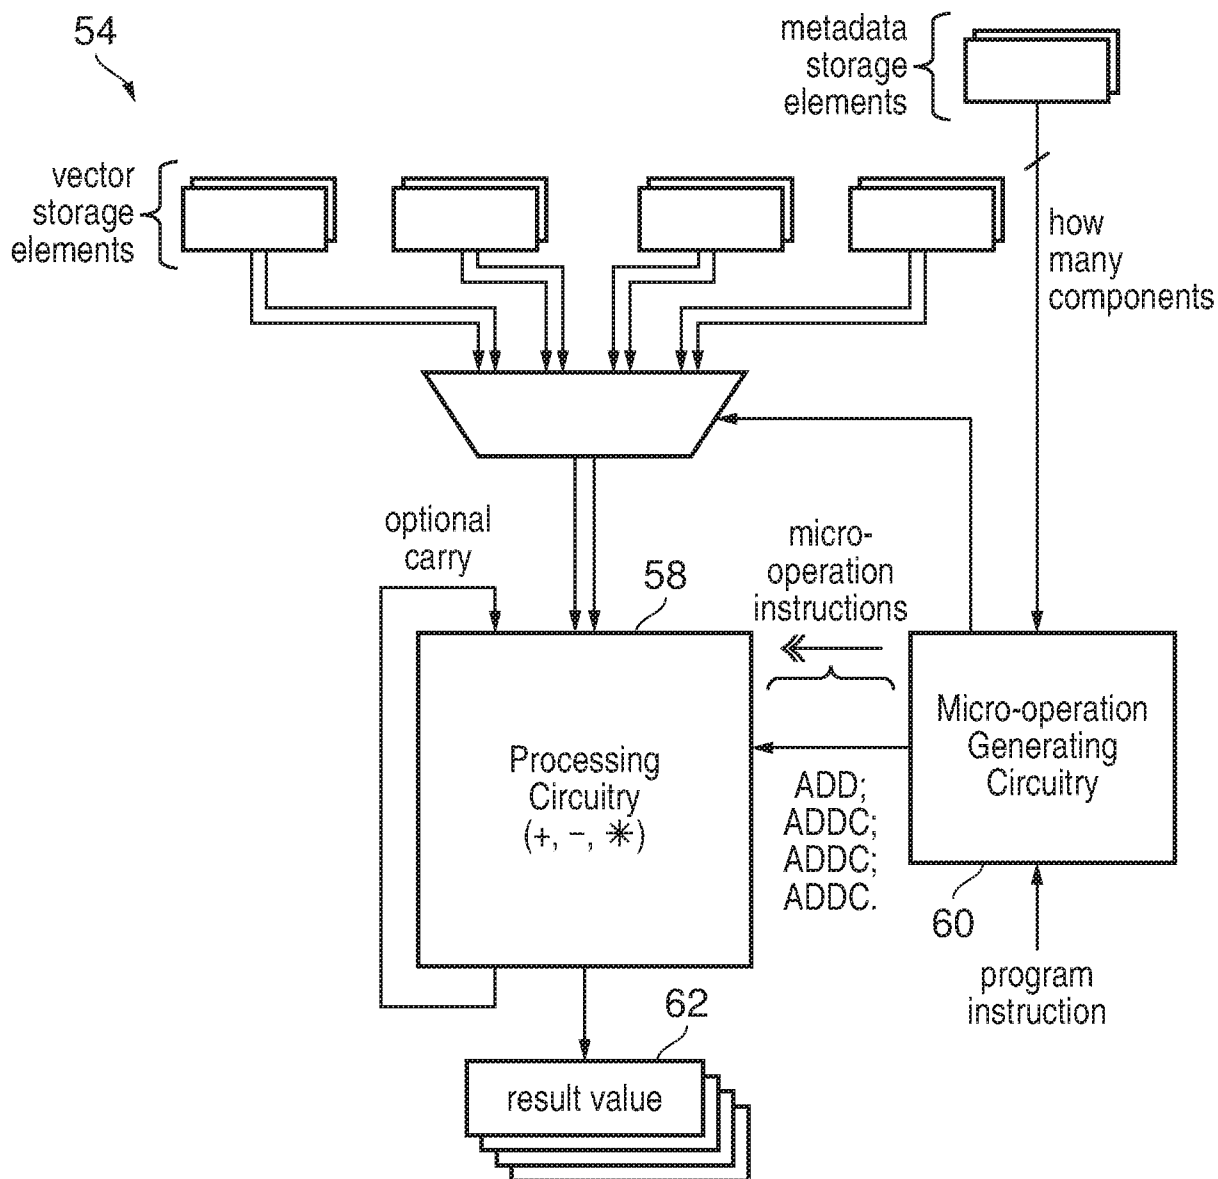 54
metadata
storage
elements
vector
storage
elements
how
many
components
optional
carry
58
micro-
operation
instructions
Processing
Circuitry
(+, −, ✳)
Micro-operation
Generating
Circuitry
ADD;
ADDC;
ADDC;
ADDC.
60
program
instruction
62
result value